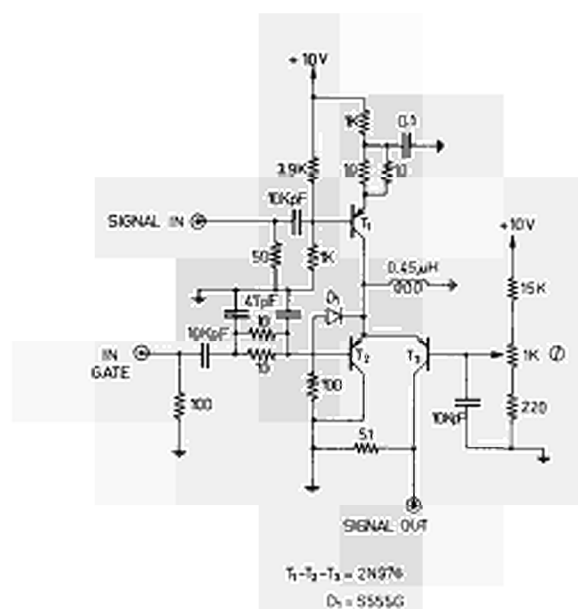 +10V
1K
0.1
3.9K
10
10
10KpF
SIGNAL IN
T₁
+10V
50
1K
0.45µH
15K
47pF
D₁
10
10KpF
IN
GATE
T₂
T₃
1K
10
100
100
10KpF
220
51
SIGNAL OUT
T₁-T₂-T₃ = 2N976
D₁ = S555G